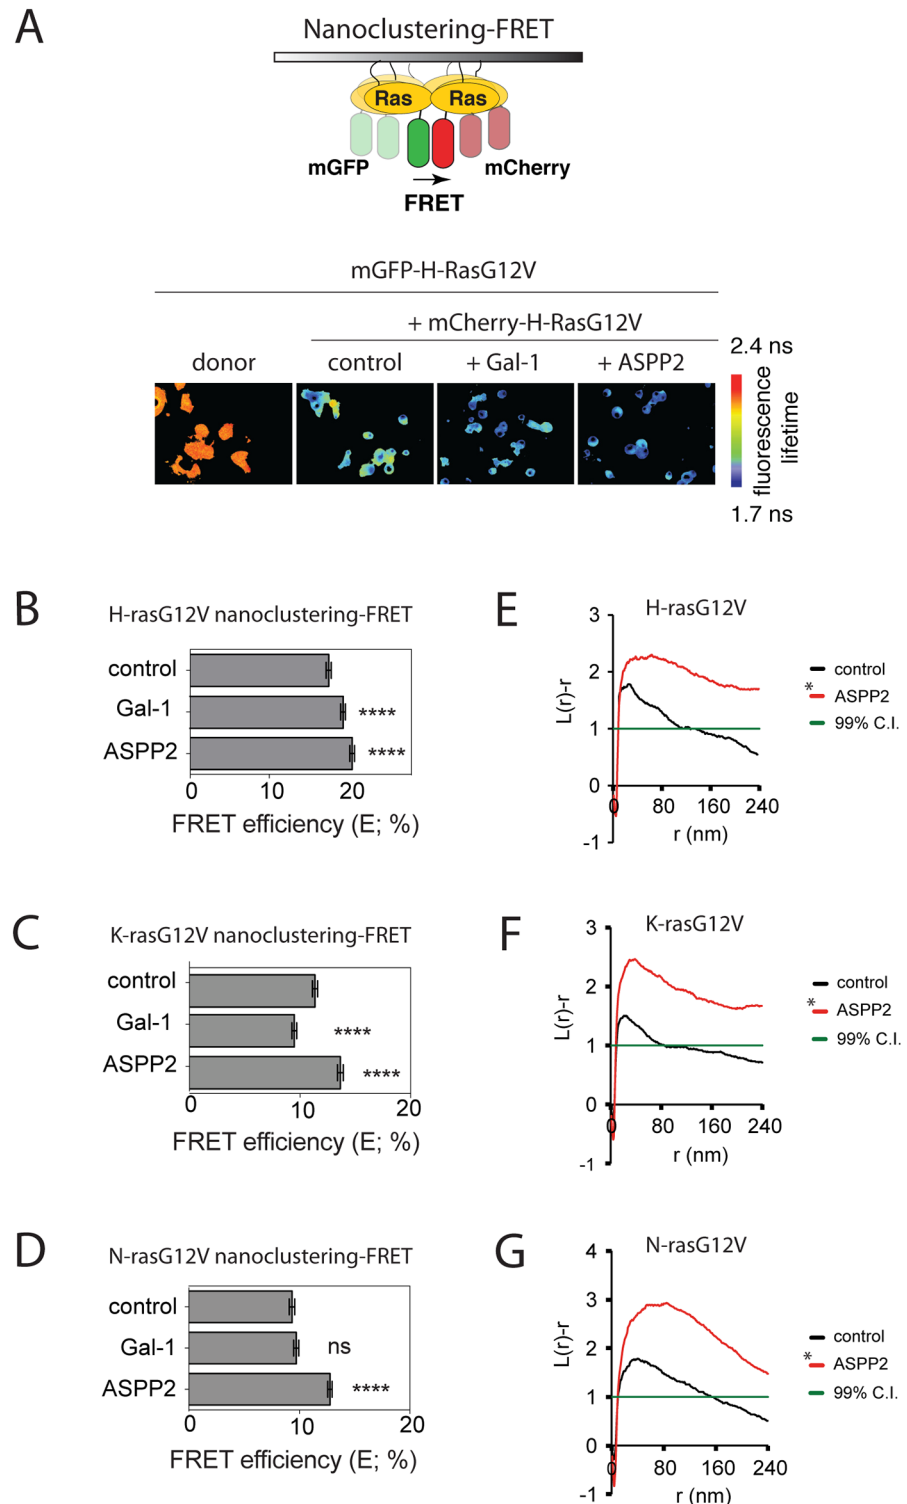 A
Nanoclustering-FRET
Ras Ras
mGFP mCherry
FRET
mGFP-H-RasG12V
+ mCherry-H-RasG12V
donor control + Gal-1 + ASPP2
2.4 ns
fluorescence
lifetime
1.7 ns
B
H-rasG12V nanoclustering-FRET
control
Gal-1 ****
ASPP2 ****
0 10 20
FRET efficiency (E; %)
E
H-rasG12V
3
2
1
0
-1
L(r)-r
0 80 160 240
r (nm)
control
* ASPP2
99% C.I.
C
K-rasG12V nanoclustering-FRET
control
Gal-1 ****
ASPP2 ****
0 10 20
FRET efficiency (E; %)
F
K-rasG12V
3
2
1
0
-1
L(r)-r
0 80 160 240
r (nm)
control
* ASPP2
99% C.I.
D
N-rasG12V nanoclustering-FRET
control
Gal-1 ns
ASPP2 ****
0 10 20
FRET efficiency (E; %)
G
N-rasG12V
4
3
2
1
0
-1
L(r)-r
0 80 160 240
r (nm)
control
* ASPP2
99% C.I.